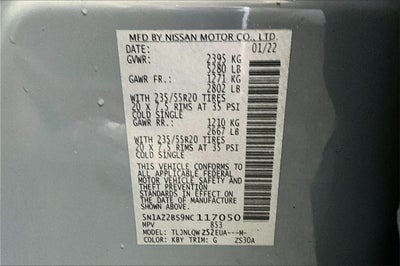 MFD BY NISSAN MOTOR CO., LTD.
DATE: 01/22
GVWR: 2395 KG
5280 LB
GAWR FR.: 1271 KG
2802 LB
WITH 235/55R20 TIRES
20 X 7.5 RIMS AT 35 PSI
COLD SINGLE
GAWR RR.: 1210 KG
2667 LB
WITH 235/55R20 TIRES
20 X 7.5 RIMS AT 35 PSI
COLD SINGLE
THIS VEHICLE CONFORMS TO
ALL APPLICABLE FEDERAL
MOTOR VEHICLE SAFETY AND
THEFT PREVENTION STANDARDS
IN EFFECT ON THE DATE OF
MANUFACTURE SHOWN ABOVE.
5N1AZ2BS9NC117050
MPV 853
MODEL: TLJNLQW Z52EUA---M-
COLOR: KBY TRIM: G ZS30A